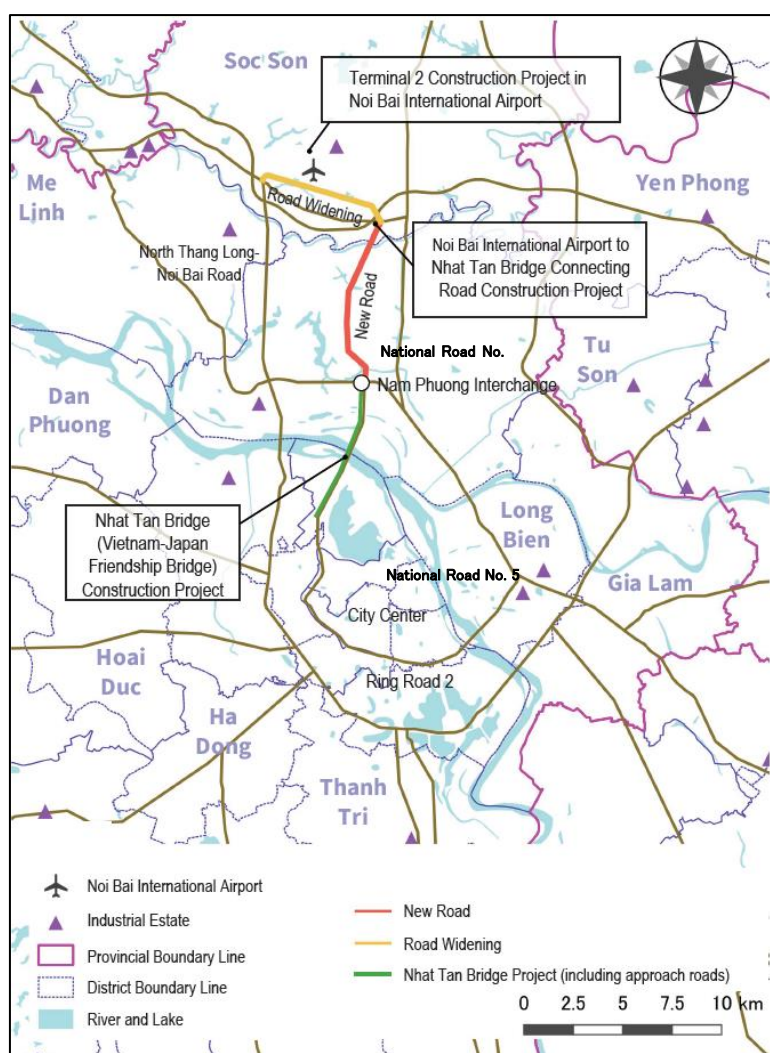 Soc Son
Terminal 2 Construction Project in
Noi Bai International Airport
Me
Linh
Road Widening
Yen Phong
North Thang Long-
Noi Bai Road
Noi Bai International Airport to
Nhat Tan Bridge Connecting
Road Construction Project
New Road
National Road No.
Nam Phuong Interchange
Tu
Son
Dan
Phuong
Nhat Tan Bridge
(Vietnam-Japan
Friendship Bridge)
Construction Project
Long
Bien
National Road No. 5
Gia Lam
City Center
Hoai
Duc
Ring Road 2
Ha
Dong
Thanh
Tri
Noi Bai International Airport
Industrial Estate
Provincial Boundary Line
District Boundary Line
River and Lake
New Road
Road Widening
Nhat Tan Bridge Project (including approach roads)
0 2.5 5 7.5 10 km